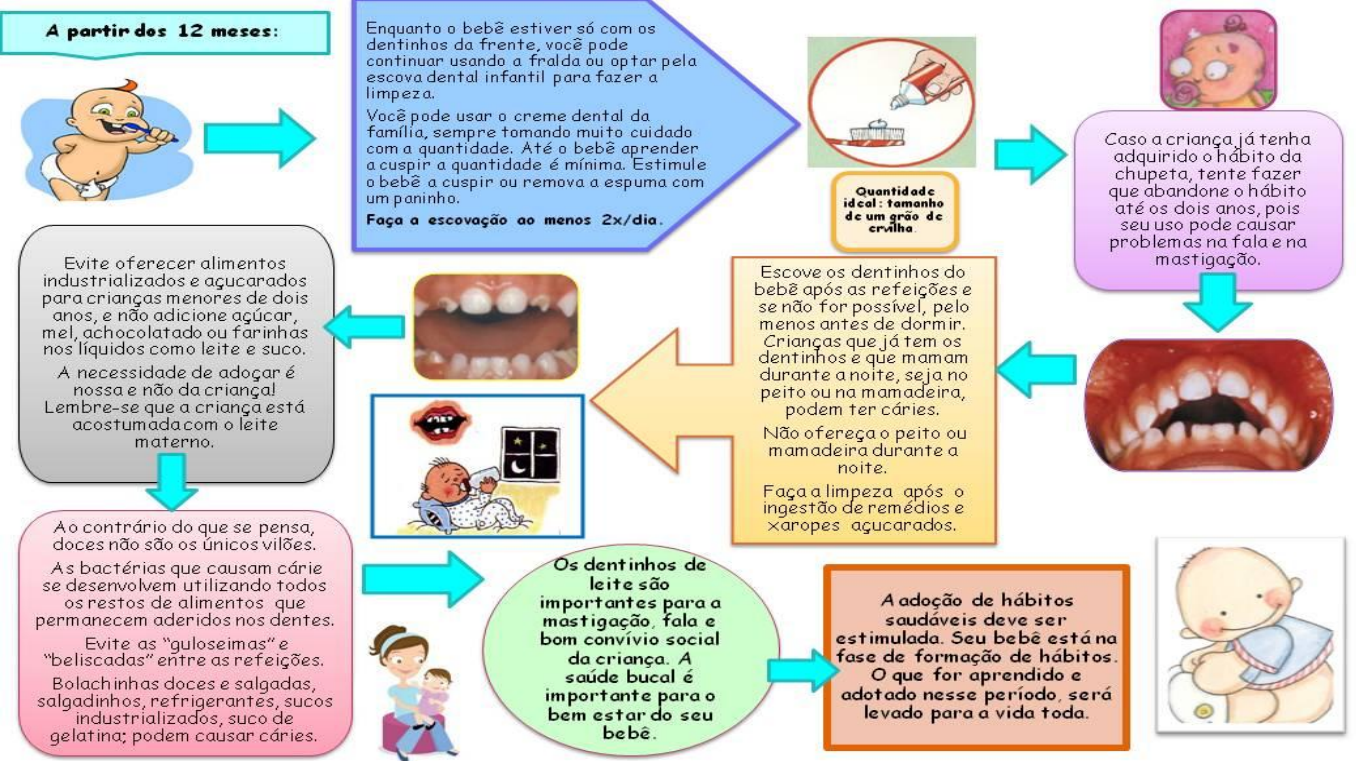 A partir dos 12 meses:
Enquanto o bebê estiver só com os
dentinhos da frente, você pode
continuar usando a fralda ou optar pela
escova dental infantil para fazer a
limpeza.
Você pode usar o creme dental da
família, sempre tomando muito cuidado
com a quantidade. Até o bebê aprender
a cuspir a quantidade é mínima. Estimule
o bebê a cuspir ou remova a espuma com
um paninho.
Faça a escovação ao menos 2x/dia.
Quantidade
ideal: tamanho
de um grão de
ervilha.
Caso a criança já tenha
adquirido o hábito da
chupeta, tente fazer
que abandone o hábito
até os dois anos, pois
seu uso pode causar
problemas na fala e na
mastigação.
Escove os dentinhos do
bebê após as refeições e
se não for possível, pelo
menos antes de dormir.
Crianças que já tem os
dentinhos e que mamam
durante a noite, seja no
peito ou na mamadeira,
podem ter cáries.
Não ofereça o peito ou
mamadeira durante a
noite.
Faça a limpeza após o
ingestão de remédios e
xaropes açucarados.
Evite oferecer alimentos
industrializados e açucarados
para crianças menores de dois
anos, e não adicione açúcar,
mel, achocolatado ou farinhas
nos líquidos como leite e suco.
A necessidade de adoçar é
nossa e não da criança!
Lembre-se que a criança está
acostumada com o leite
materno.
Ao contrário do que se pensa,
doces não são os únicos vilões.
As bactérias que causam cárie
se desenvolvem utilizando todos
os restos de alimentos que
permanecem aderidos nos dentes.
Evite as "guloseimas" e
"beliscadas" entre as refeições.
Bolachinhas doces e salgadas,
salgadinhos, refrigerantes, sucos
industrializados, suco de
gelatina; podem causar cáries.
Os dentinhos de
leite são
importantes para a
mastigação, fala e
bom convívio social
da criança. A
saúde bucal é
importante para o
bem estar do seu
bebê.
A adoção de hábitos
saudáveis deve ser
estimulada. Seu bebê está na
fase de formação de hábitos.
O que for aprendido e
adotado nesse período, será
levado para a vida toda.